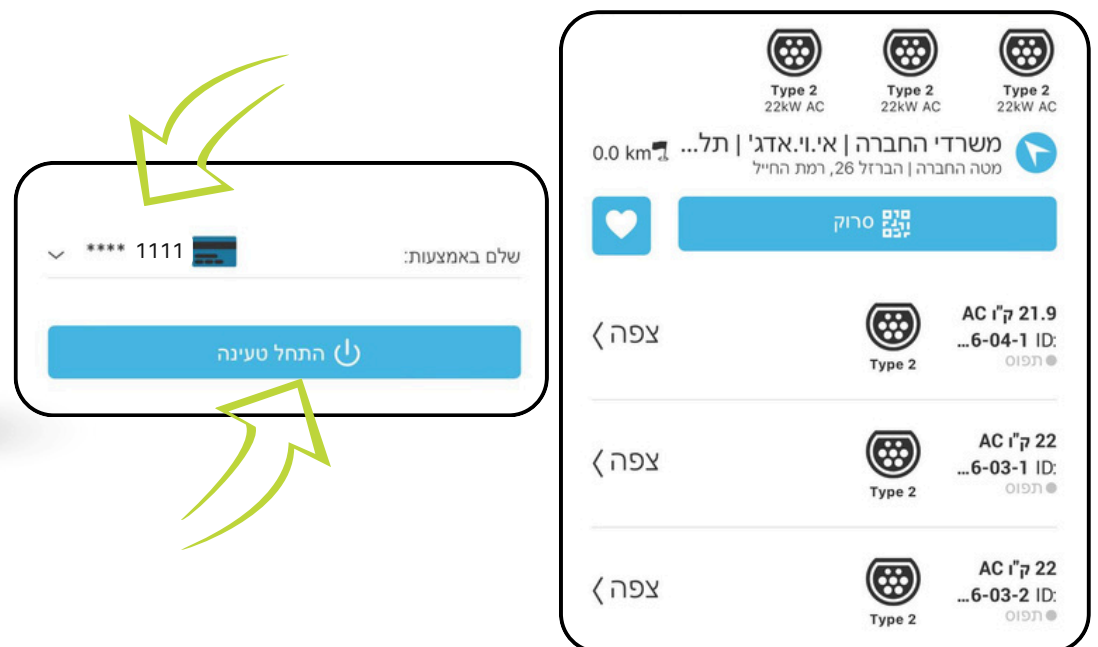 Type 2
22kW AC
Type 2
22kW AC
Type 2
22kW AC
משרדי החברה | אי.וי.אדג' | תל...
0.0 km
מטה החברה | הברזל 26, רמת החייל
סרוק
21.9 ק"ו AC
ID: 6-04-1...
תפוס
Type 2
צפה
22 ק"ו AC
ID: 6-03-1...
תפוס
Type 2
צפה
22 ק"ו AC
ID: 6-03-2...
תפוס
Type 2
צפה
שלם באמצעות:
1111 ****
התחל טעינה